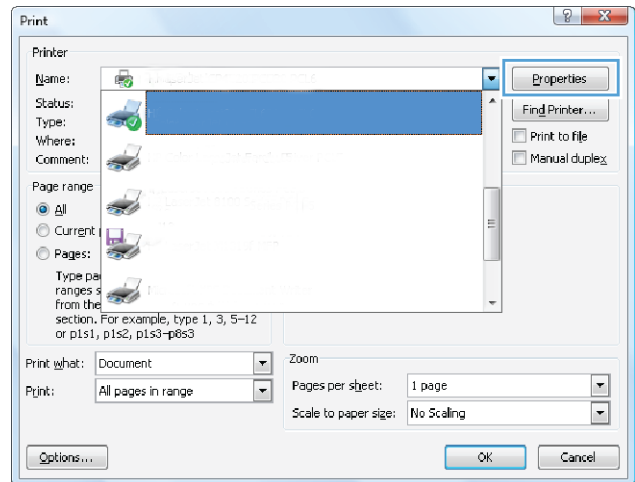 Print
Printer
Name:
Properties
Status:
Find Printer...
Type:
Print to file
Where:
Comment:
Manual duplex
Page range
All
Current
Pages:
Type pa
ranges s
from the
section. For example, type 1, 3, 5–12
or p1s1, p1s2, p1s3–p8s3
Print what: Document
Print: All pages in range
Zoom
Pages per sheet: 1 page
Scale to paper size: No Scaling
Options...
OK
Cancel